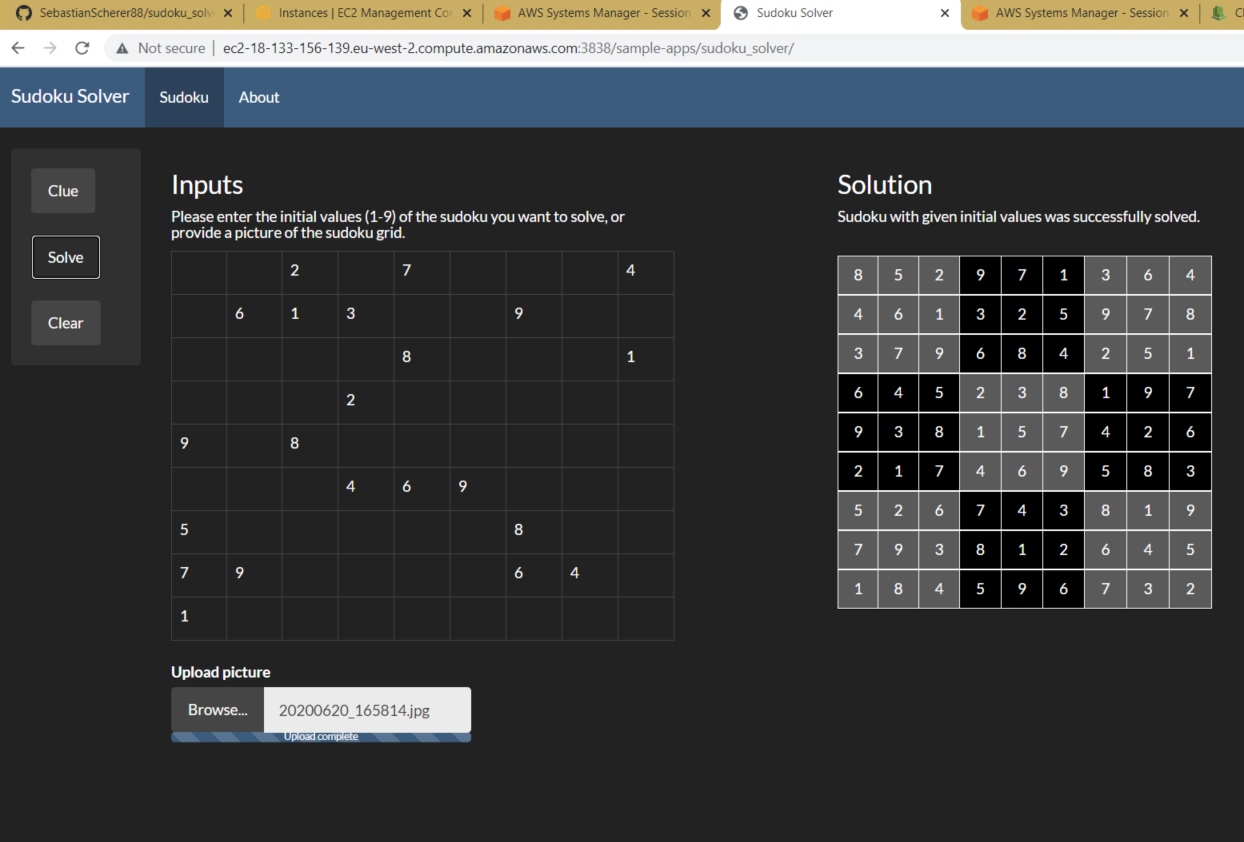 SebastianScherer88/sudoku_solv
Instances | EC2 Management Cor
AWS Systems Manager - Session
Sudoku Solver
AWS Systems Manager - Session
Not secure | ec2-18-133-156-139.eu-west-2.compute.amazonaws.com:3838/sample-apps/sudoku_solver/
Sudoku Solver Sudoku About
Clue
Solve
Clear
Inputs
Please enter the initial values (1-9) of the sudoku you want to solve, or
provide a picture of the sudoku grid.
2 7 4
6 1 3 9
8 1
2
9 8
4 6 9
5 8
7 9 6 4
1
Upload picture
Browse... 20200620_165814.jpg
Upload complete
Solution
Sudoku with given initial values was successfully solved.
8 5 2 9 7 1 3 6 4
4 6 1 3 2 5 9 7 8
3 7 9 6 8 4 2 5 1
6 4 5 2 3 8 1 9 7
9 3 8 1 5 7 4 2 6
2 1 7 4 6 9 5 8 3
5 2 6 7 4 3 8 1 9
7 9 3 8 1 2 6 4 5
1 8 4 5 9 6 7 3 2